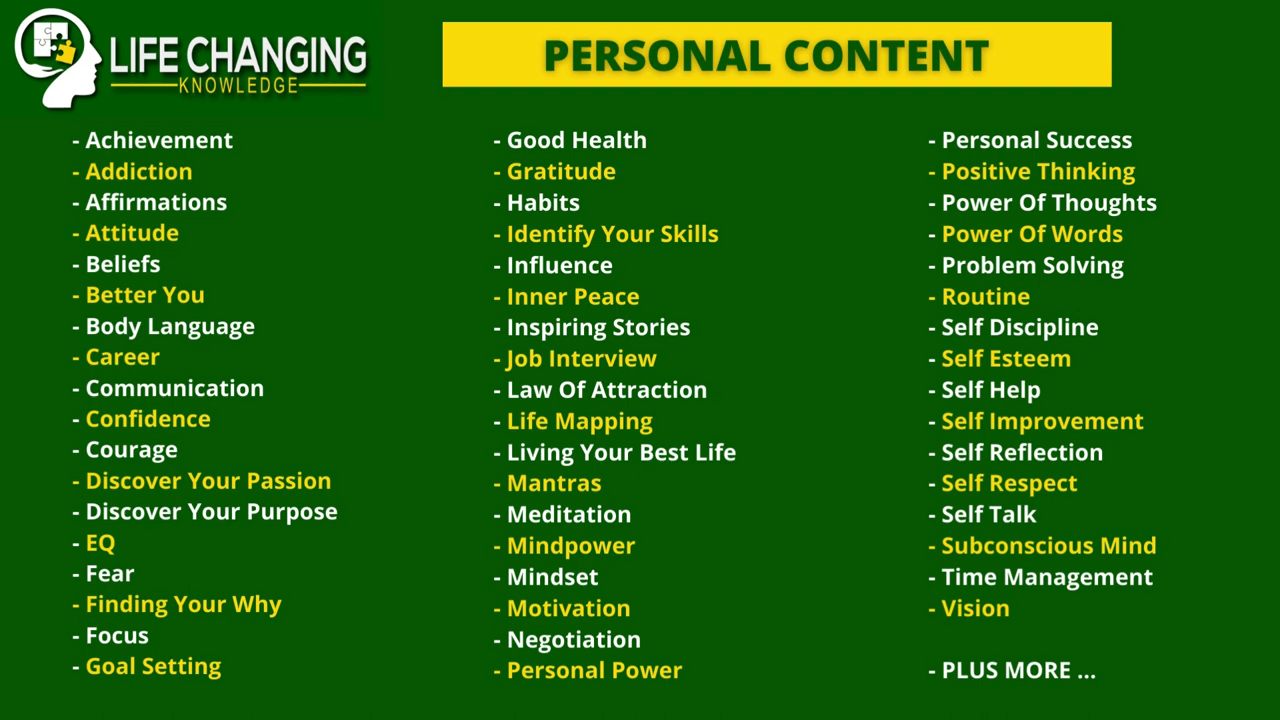 LIFE CHANGING
KNOWLEDGE
PERSONAL CONTENT
- Achievement
- Addiction
- Affirmations
- Attitude
- Beliefs
- Better You
- Body Language
- Career
- Communication
- Confidence
- Courage
- Discover Your Passion
- Discover Your Purpose
- EQ
- Fear
- Finding Your Why
- Focus
- Goal Setting
- Good Health
- Gratitude
- Habits
- Identify Your Skills
- Influence
- Inner Peace
- Inspiring Stories
- Job Interview
- Law Of Attraction
- Life Mapping
- Living Your Best Life
- Mantras
- Meditation
- Mindpower
- Mindset
- Motivation
- Negotiation
- Personal Power
- Personal Success
- Positive Thinking
- Power Of Thoughts
- Power Of Words
- Problem Solving
- Routine
- Self Discipline
- Self Esteem
- Self Help
- Self Improvement
- Self Reflection
- Self Respect
- Self Talk
- Subconscious Mind
- Time Management
- Vision
- PLUS MORE ...